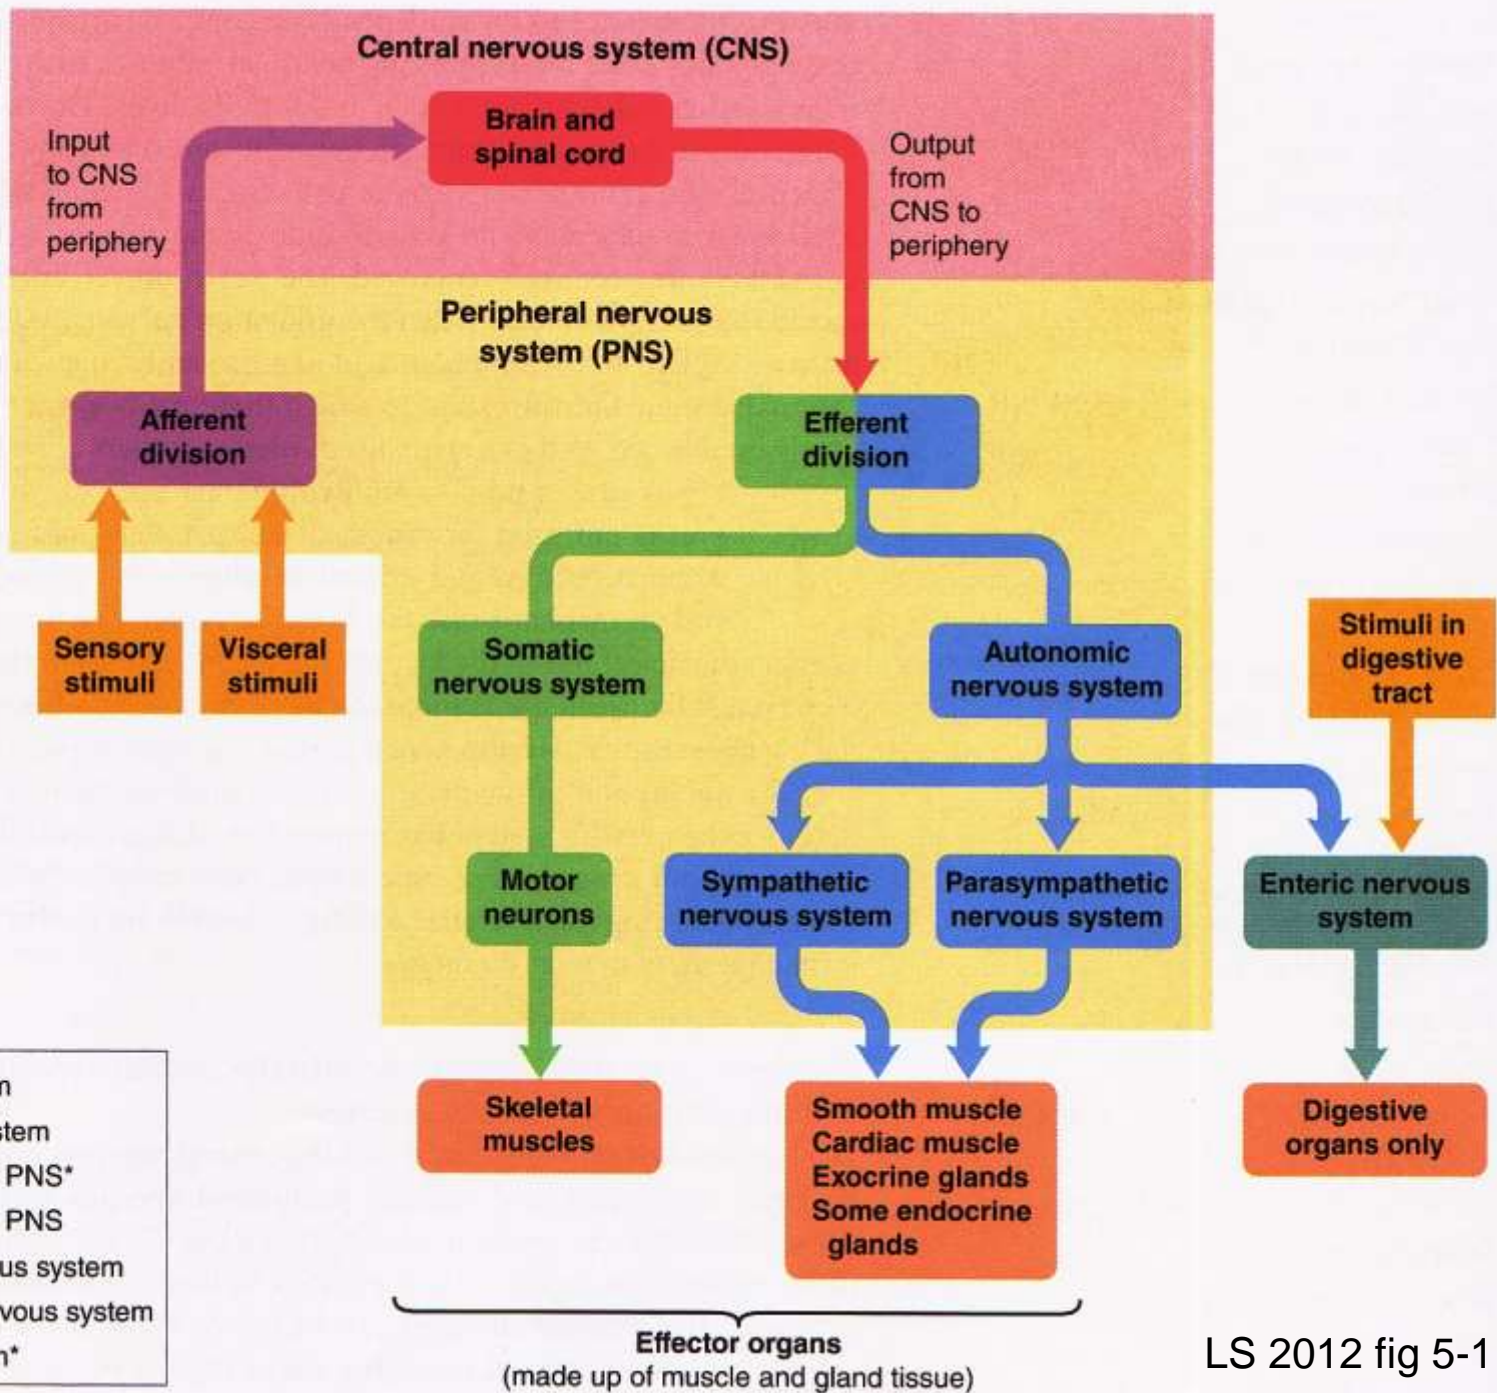 Central nervous system (CNS)
Brain and
spinal cord
Input
to CNS
from
periphery
Output
from
CNS to
periphery
Peripheral nervous
system (PNS)
Afferent
division
Efferent
division
Sensory
stimuli
Visceral
stimuli
Somatic
nervous system
Autonomic
nervous system
Stimuli in
digestive
tract
Motor
neurons
Sympathetic
nervous system
Parasympathetic
nervous system
Enteric nervous
system
Skeletal
muscles
Smooth muscle
Cardiac muscle
Exocrine glands
Some endocrine
glands
Digestive
organs only
PNS*
PNS
system
vous system
Effector organs
(made up of muscle and gland tissue)
LS 2012 fig 5-1